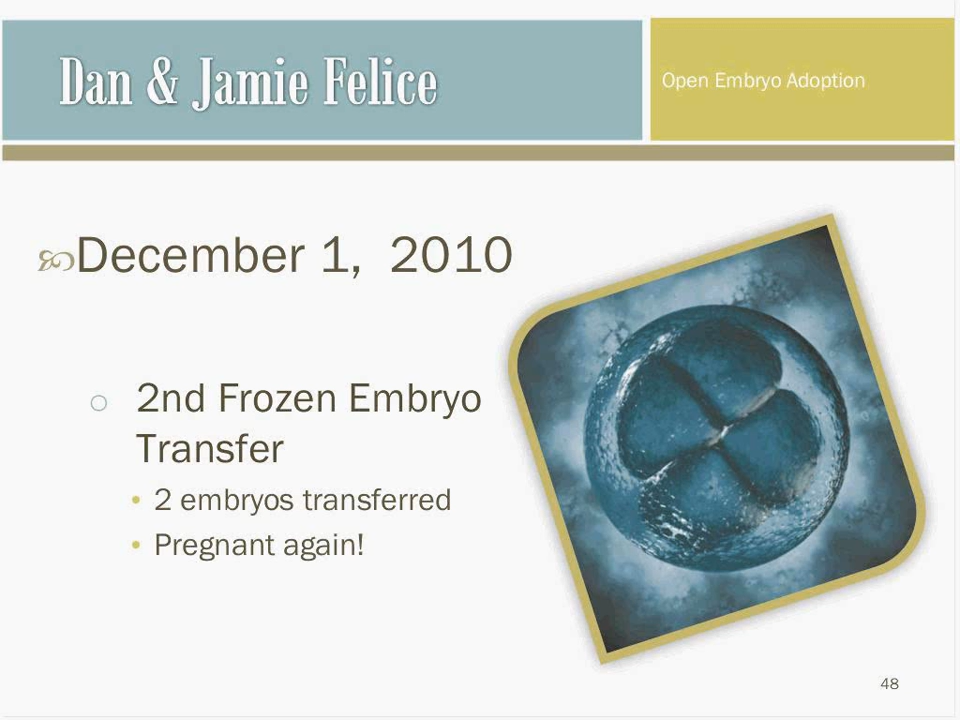 Dan & Jamie Felice
Open Embryo Adoption
December 1, 2010
2nd Frozen Embryo
Transfer
• 2 embryos transferred
• Pregnant again!
48